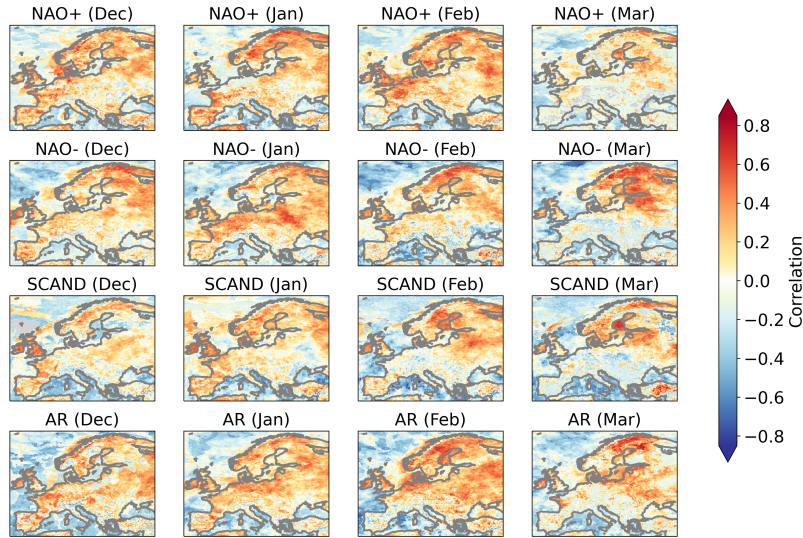 NAO+ (Dec)
NAO+ (Jan)
NAO+ (Feb)
NAO+ (Mar)
NAO- (Dec)
NAO- (Jan)
NAO- (Feb)
NAO- (Mar)
SCAND (Dec)
SCAND (Jan)
SCAND (Feb)
SCAND (Mar)
AR (Dec)
AR (Jan)
AR (Feb)
AR (Mar)
0.8
0.6
0.4
0.2
0.0
−0.2
−0.4
−0.6
−0.8
Correlation